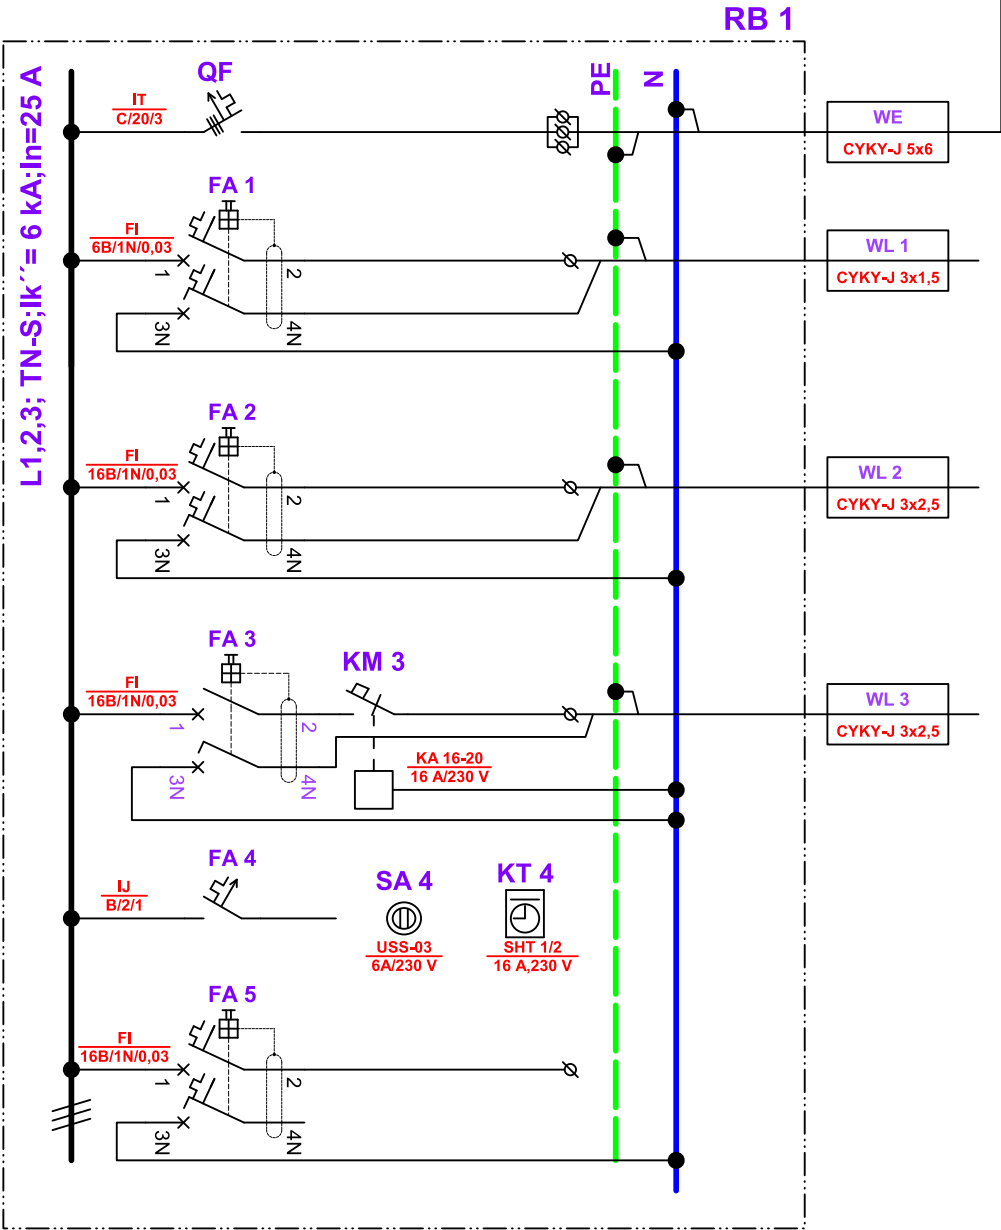 RB 1
L1,2,3; TN-S;Ik´´= 6 kA;In=25 A
QF
PE
N
IT
C/20/3
WE
CYKY-J 5x6
FA 1
FI
6B/1N/0,03
1
2
3N
4N
WL 1
CYKY-J 3x1,5
FA 2
FI
16B/1N/0,03
1
2
3N
4N
WL 2
CYKY-J 3x2,5
FA 3
KM 3
FI
16B/1N/0,03
1
2
3N
4N
KA 16-20
16 A/230 V
WL 3
CYKY-J 3x2,5
FA 4
IJ
B/2/1
SA 4
USS-03
6A/230 V
KT 4
SHT 1/2
16 A,230 V
FA 5
FI
16B/1N/0,03
1
2
3N
4N